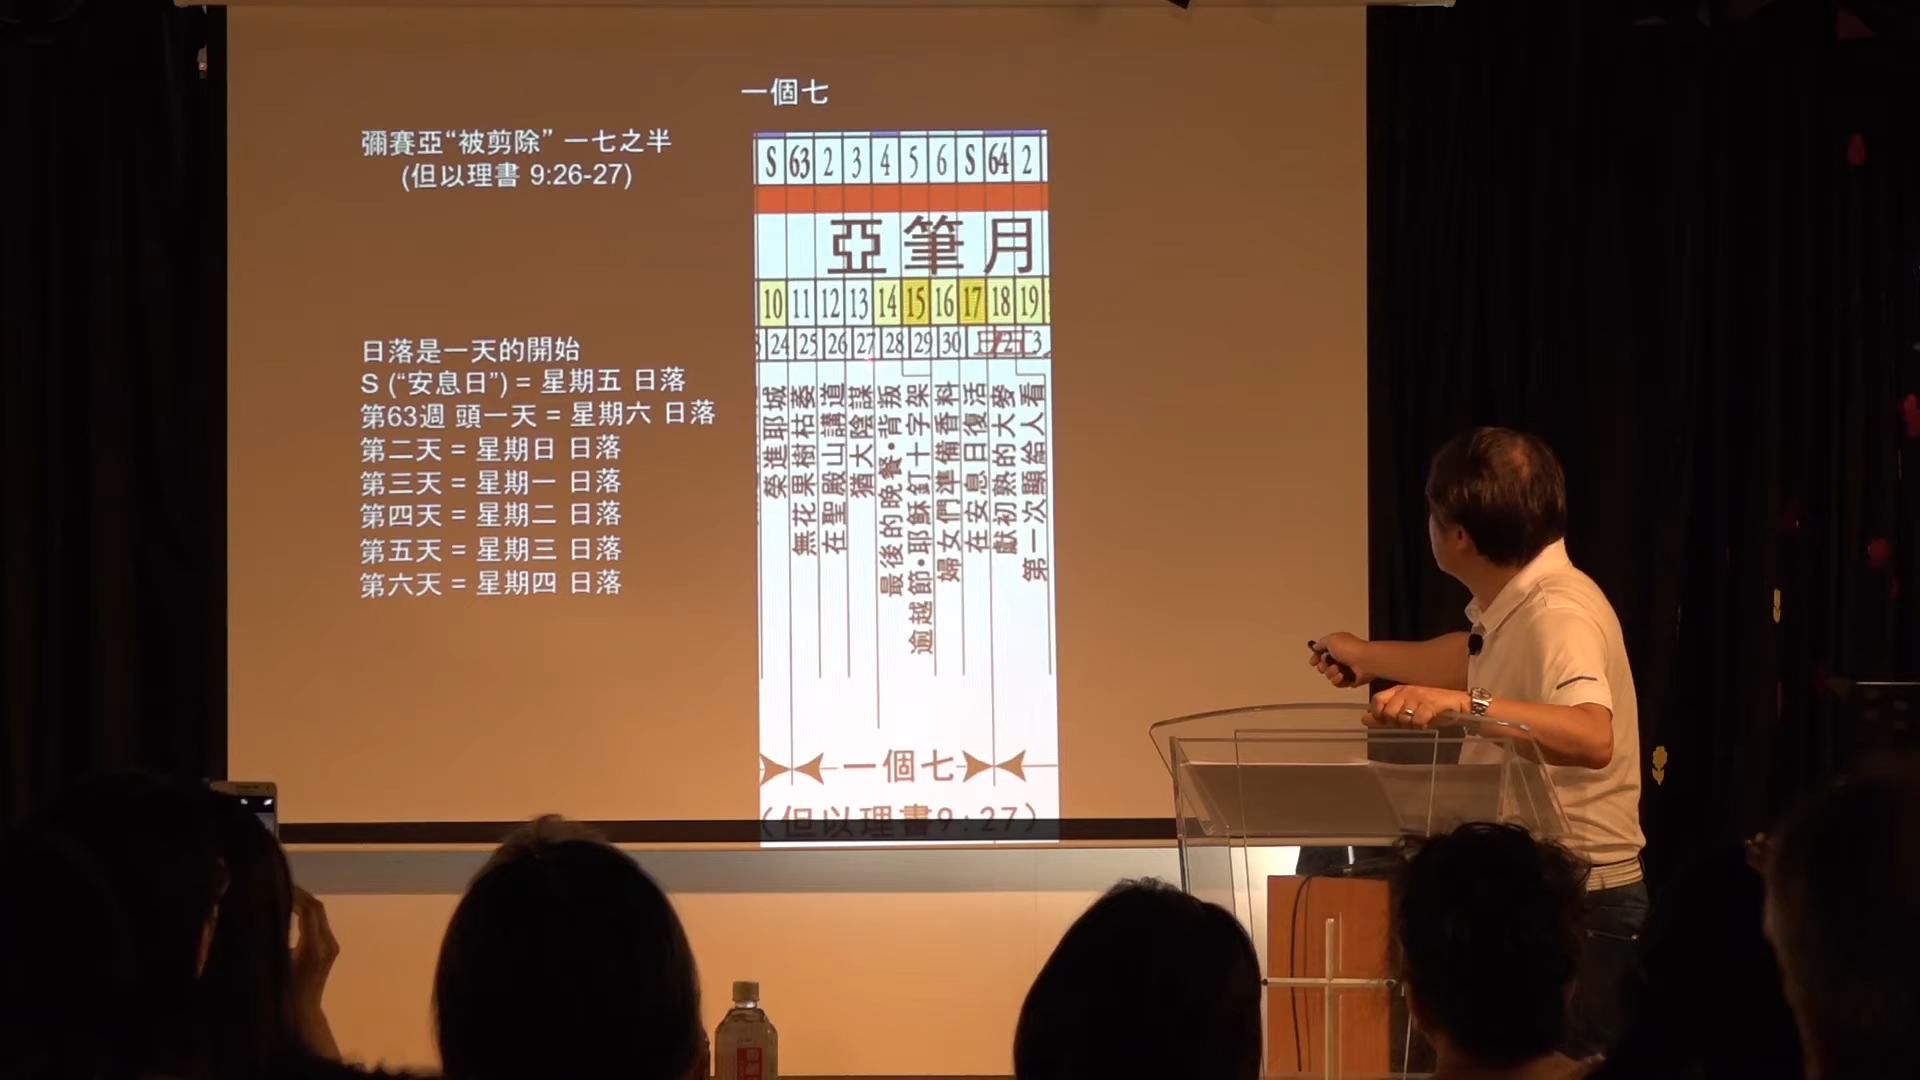 一個七
彌賽亞“被剪除” 一七之半
(但以理書 9:26-27)
日落是一天的開始
S (“安息日”) = 星期五 日落
第63週 頭一天 = 星期六 日落
第二天 = 星期日 日落
第三天 = 星期一 日落
第四天 = 星期二 日落
第五天 = 星期三 日落
第六天 = 星期四 日落
S 63 2 3 4 5 6 S 64 2
亞筆月
10 11 12 13 14 15 16 17 18 19
24 25 26 27 28 29 30 1 2 3
榮進耶城
無花果樹枯萎
在聖殿山講道
猶大陰謀
最後的晚餐•背叛
逾越節•耶穌釘十字架
婦女們準備香料
在安息日復活
獻初熟的大麥
第一次顯給人看
一個七
(但以理書9:27)